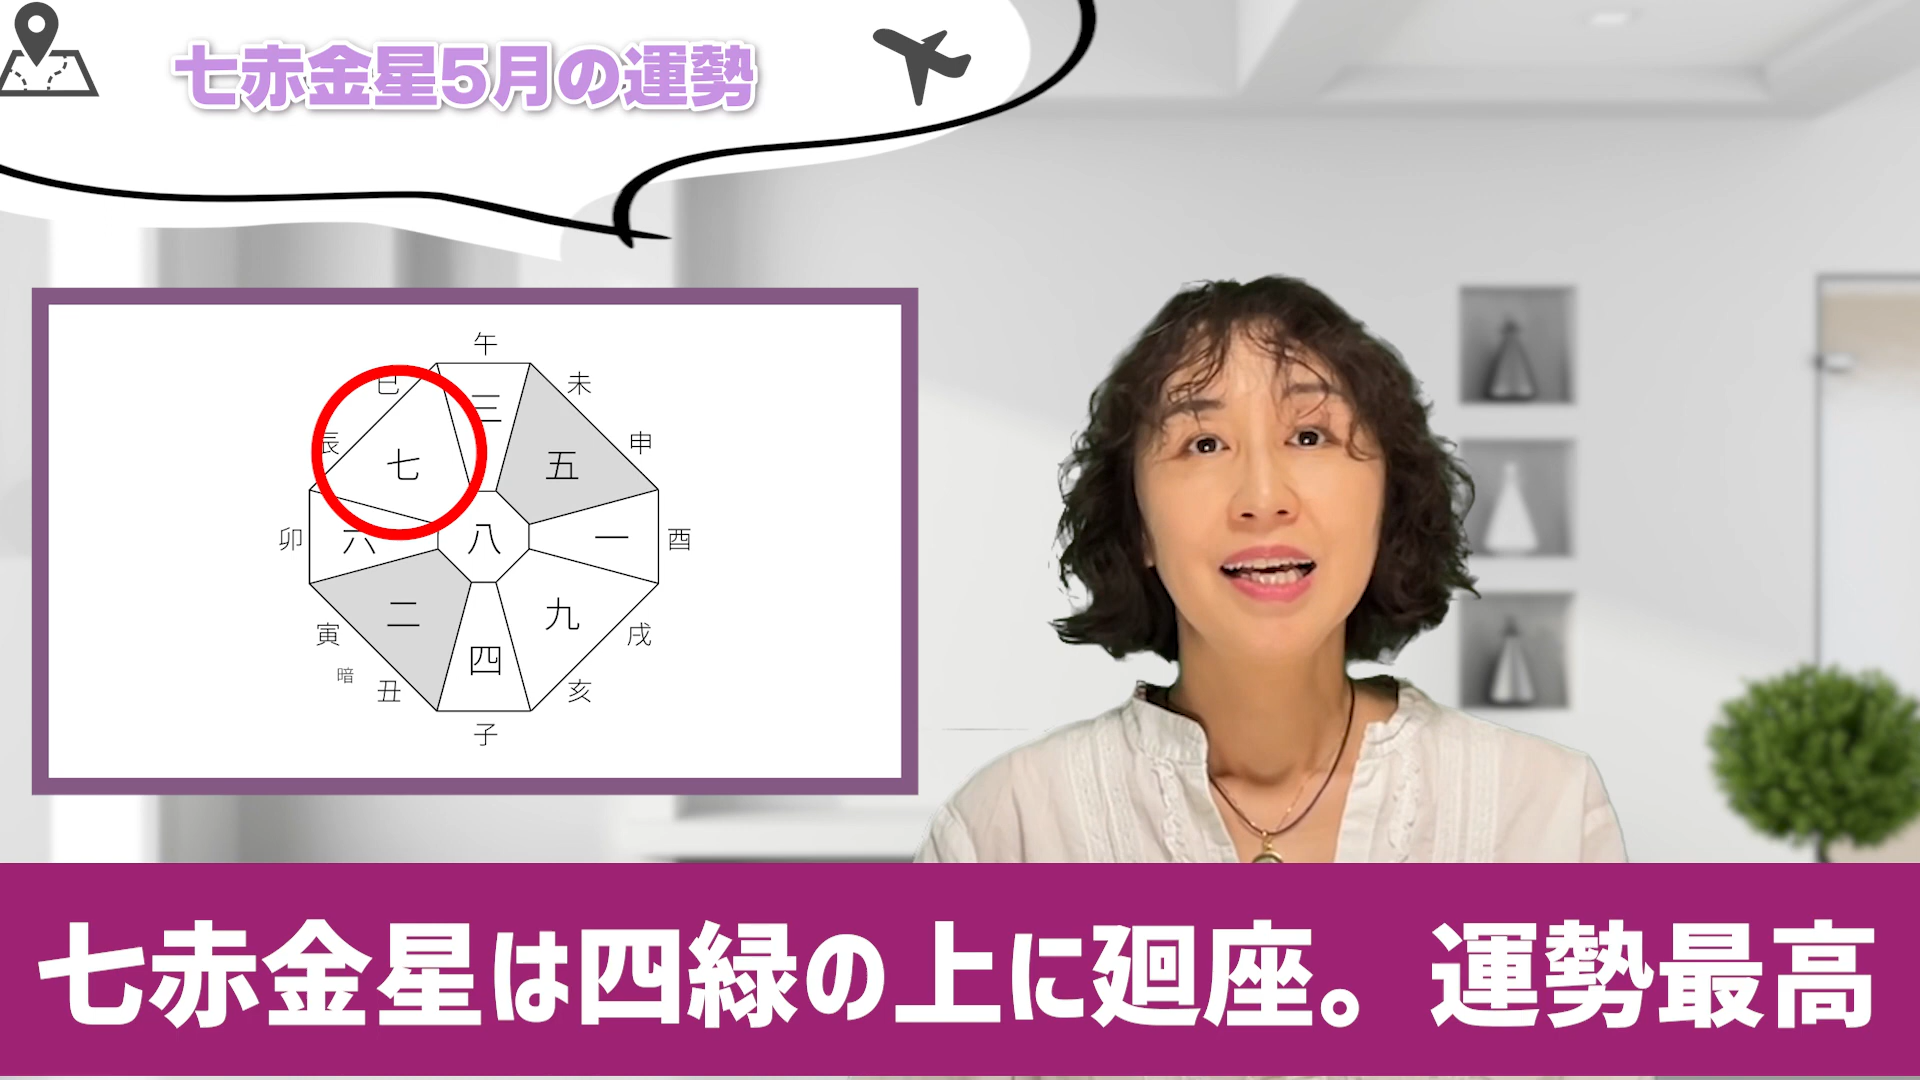 七赤金星5月の運勢
午
巳
未
三
辰
申
七
五
卯
六
八
一
酉
二
九
寅
戌
四
暗
丑
亥
子
七赤金星は四緑の上に廻座。運勢最高